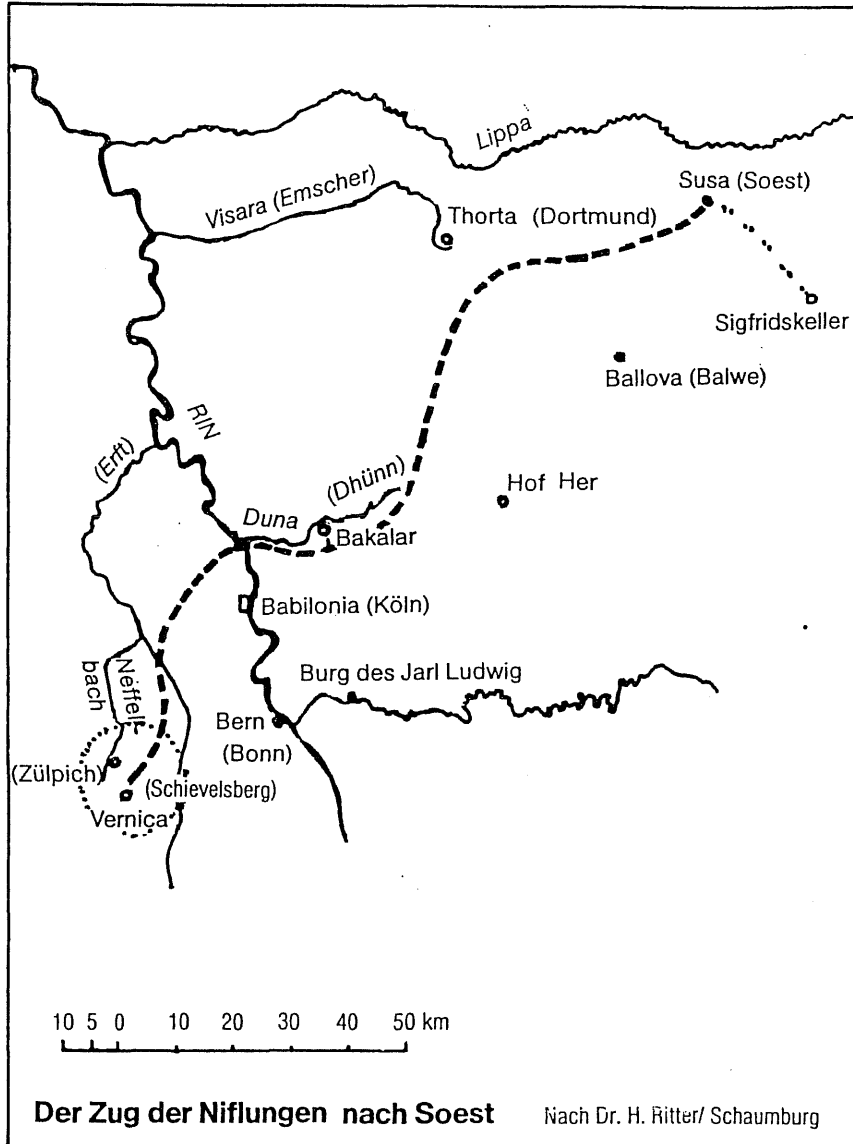 Lippa
Visara (Emscher)
Susa (Soest)
Thorta (Dortmund)
Sigfridskeller
Ballova (Balwe)
RIN
(Erft)
(Dhünn)
Hof Her
Duna
Bakalar
Babilonia (Köln)
Neffel-
bach
Burg des Jarl Ludwig
Bern
(Bonn)
(Zülpich)
(Schievelsberg)
Vernica
10 5 0 10 20 30 40 50 km
Der Zug der Niflungen nach Soest
Nach Dr. H. Ritter/ Schaumburg